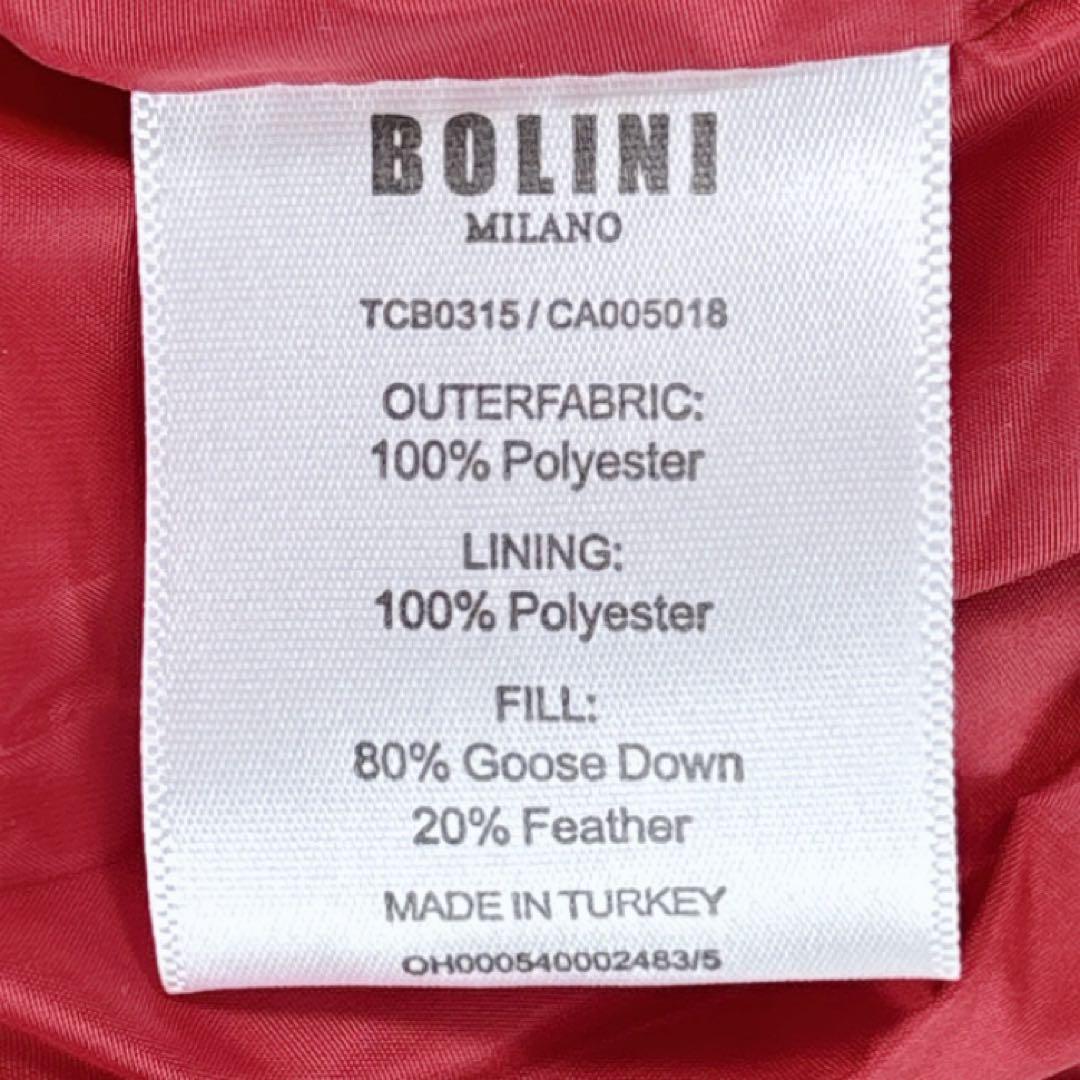 BOLINI
MILANO
TCB0315 / CA005018
OUTERFABRIC:
100% Polyester
LINING:
100% Polyester
FILL:
80% Goose Down
20% Feather
MADE IN TURKEY
OH000540002483/5